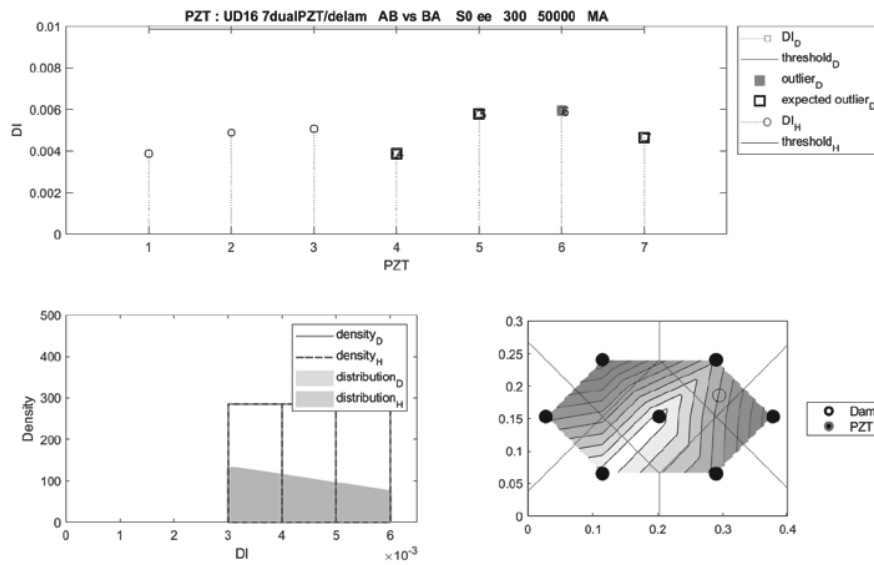 PZT : UD16 7dualPZT/delam AB vs BA S0 ee 300 50000 MA
0.01
0.008
0.006
0.004
0.002
0
DI
4
5
6
7
1 2 3 4 5 6 7
PZT
DI_D
threshold_D
outlier_D
expected outlier_D
DI_H
threshold_H
500
400
300
200
100
0
Density
density_D
density_H
distribution_D
distribution_H
0 1 2 3 4 5 6
DI
×10⁻³
0.3
0.25
0.2
0.15
0.1
0.05
0
0 0.1 0.2 0.3 0.4
Dam
PZT